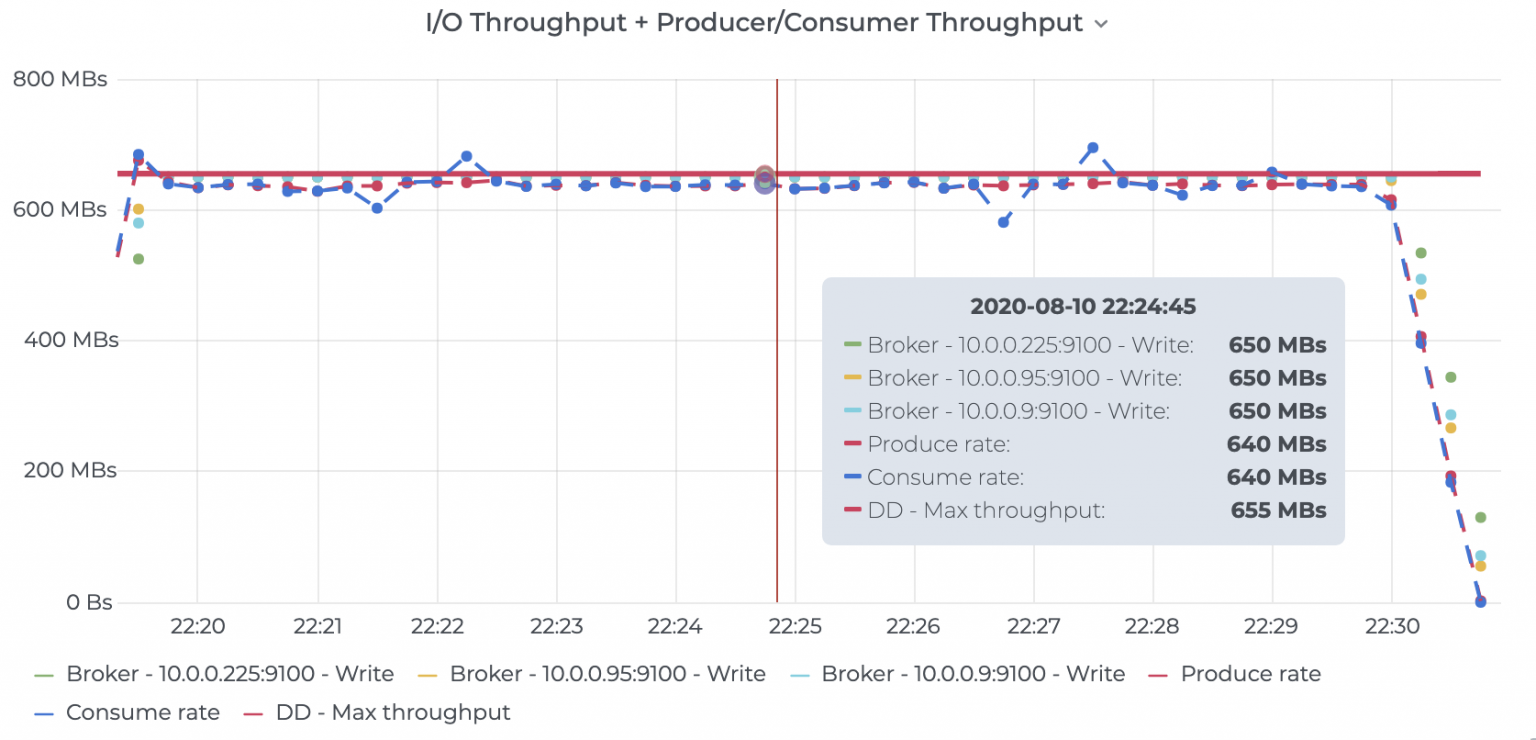 I/O Throughput + Producer/Consumer Throughput
800 MBs
600 MBs
400 MBs
200 MBs
0 Bs
2020-08-10 22:24:45
Broker - 10.0.0.225:9100 - Write: 650 MBs
Broker - 10.0.0.95:9100 - Write: 650 MBs
Broker - 10.0.0.9:9100 - Write: 650 MBs
Produce rate: 640 MBs
Consume rate: 640 MBs
DD - Max throughput: 655 MBs
22:20 22:21 22:22 22:23 22:24 22:25 22:26 22:27 22:28 22:29 22:30
Broker - 10.0.0.225:9100 - Write Broker - 10.0.0.95:9100 - Write Broker - 10.0.0.9:9100 - Write Produce rate
Consume rate DD - Max throughput